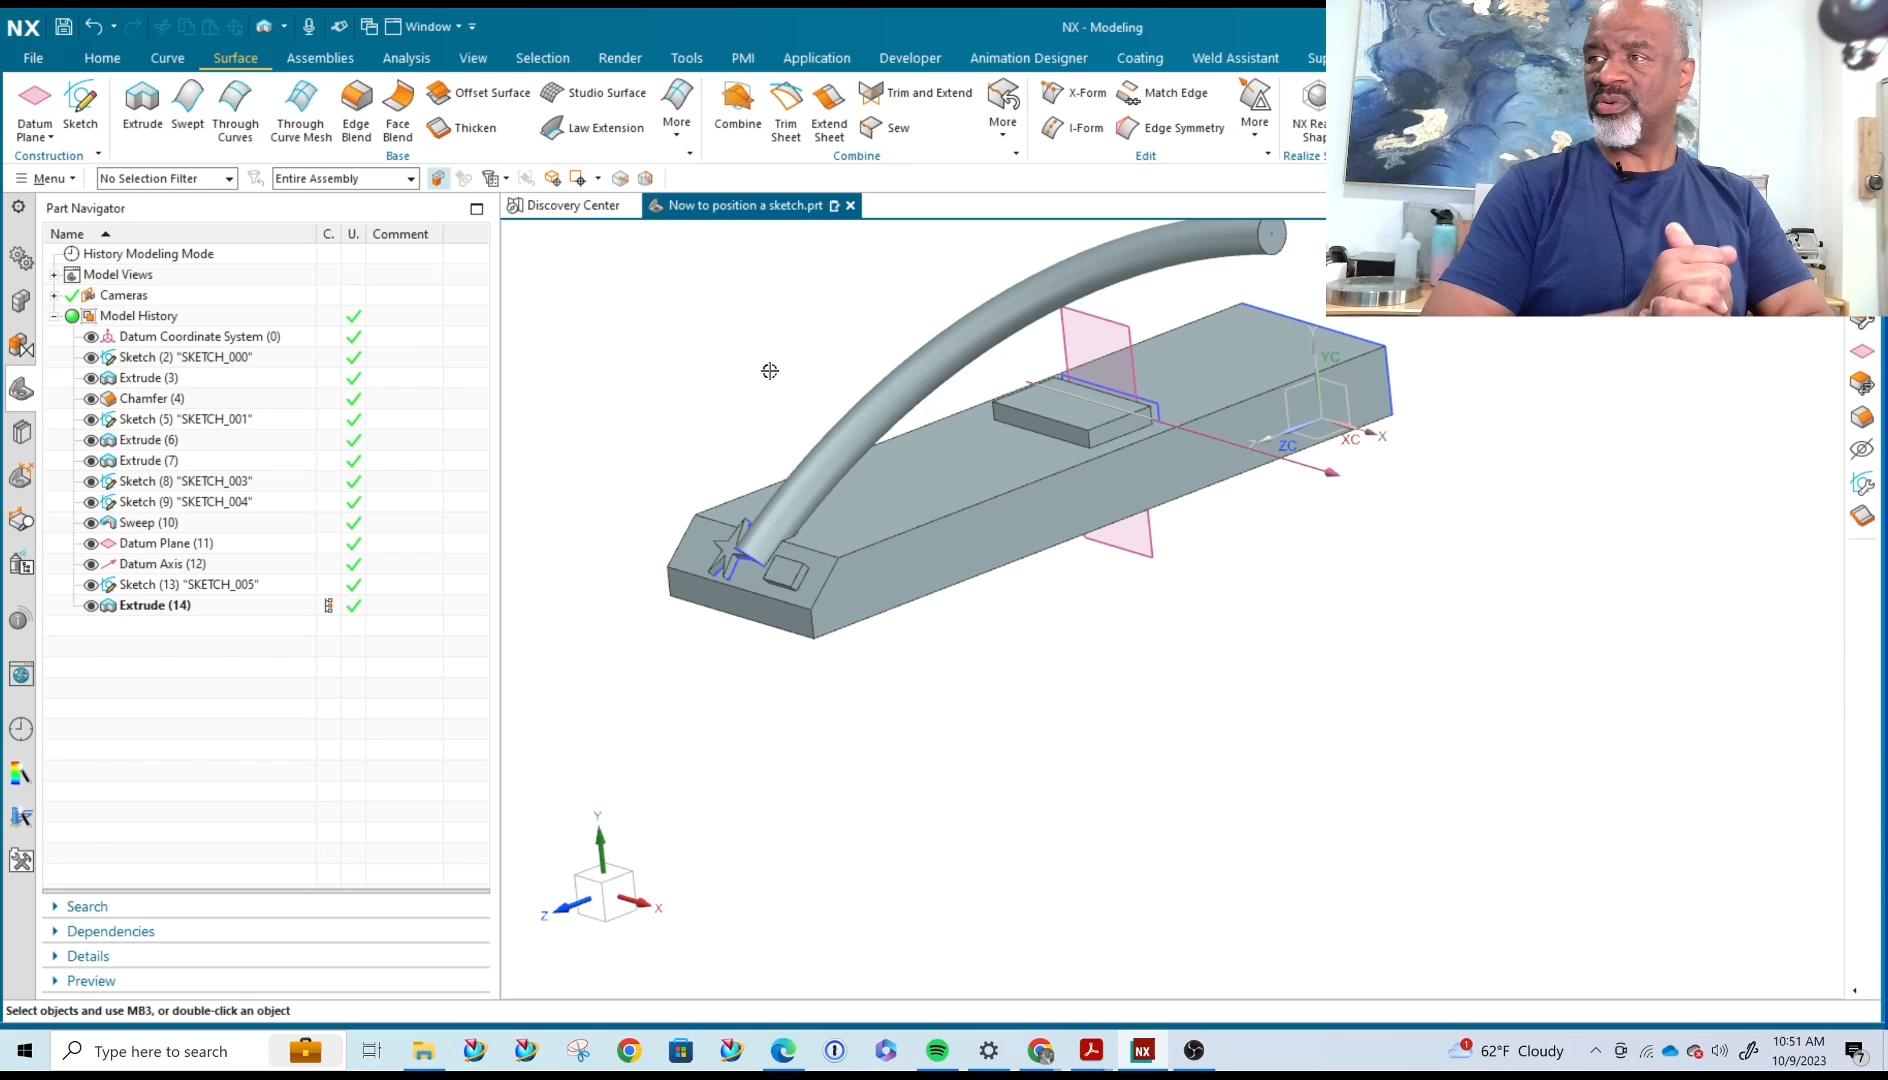 NX
Window
NX - Modeling
File Home Curve Surface Assemblies Analysis View Selection Render Tools PMI Application Developer Animation Designer Coating Weld Assistant
Datum Plane Sketch Extrude Swept Through Curves Through Curve Mesh Edge Blend Face Blend Offset Surface Studio Surface More Combine Trim Sheet Extend Sheet Trim and Extend More X-Form Match Edge More
Thicken Law Extension Sew I-Form Edge Symmetry
Construction Base Combine Edit Realize
Menu No Selection Filter Entire Assembly
Part Navigator
Discovery Center Now to position a sketch.prt
Name C. U. Comment
History Modeling Mode
Model Views
Cameras
Model History
Datum Coordinate System (0)
Sketch (2) "SKETCH_000"
Extrude (3)
Chamfer (4)
Sketch (5) "SKETCH_001"
Extrude (6)
Extrude (7)
Sketch (8) "SKETCH_003"
Sketch (9) "SKETCH_004"
Sweep (10)
Datum Plane (11)
Datum Axis (12)
Sketch (13) "SKETCH_005"
Extrude (14)
YC
Z ZC XC X
Y
Z X
Search
Dependencies
Details
Preview
Select objects and use MB3, or double-click an object
Type here to search
NX
1
62°F Cloudy
10:51 AM
10/9/2023
7